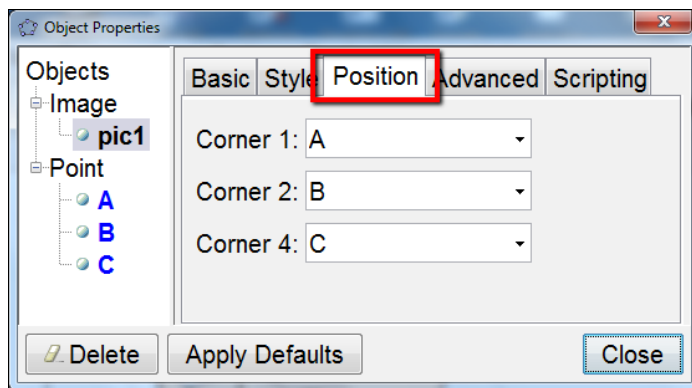 Object Properties
Objects
Image
pic1
Point
A
B
C
Basic Style Position Advanced Scripting
Corner 1: A
Corner 2: B
Corner 4: C
Delete Apply Defaults Close